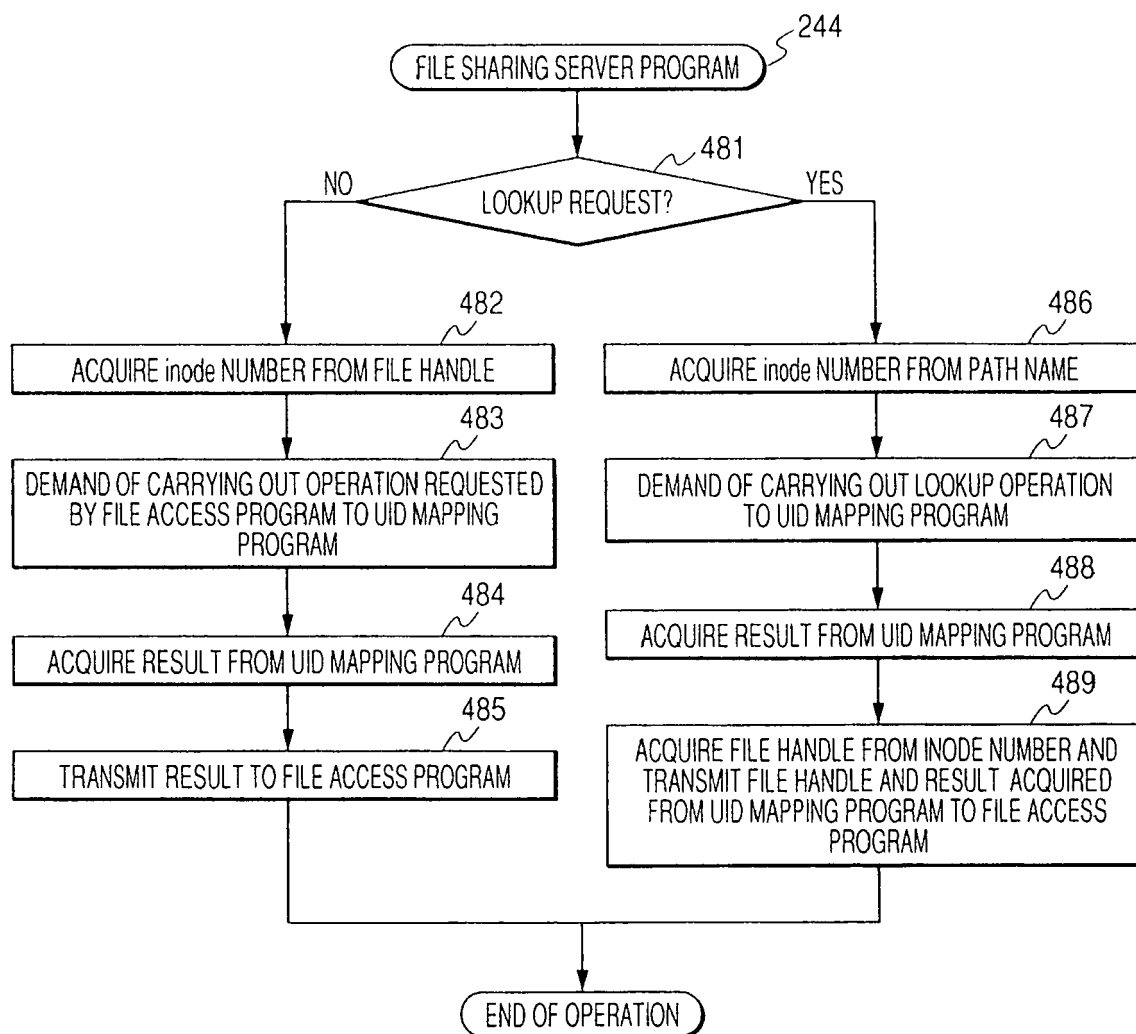 244
FILE SHARING SERVER PROGRAM
481
NO
YES
LOOKUP REQUEST?
482
ACQUIRE inode NUMBER FROM FILE HANDLE
483
DEMAND OF CARRYING OUT OPERATION REQUESTED
BY FILE ACCESS PROGRAM TO UID MAPPING
PROGRAM
484
ACQUIRE RESULT FROM UID MAPPING PROGRAM
485
TRANSMIT RESULT TO FILE ACCESS PROGRAM
486
ACQUIRE inode NUMBER FROM PATH NAME
487
DEMAND OF CARRYING OUT LOOKUP OPERATION
TO UID MAPPING PROGRAM
488
ACQUIRE RESULT FROM UID MAPPING PROGRAM
489
ACQUIRE FILE HANDLE FROM INODE NUMBER AND
TRANSMIT FILE HANDLE AND RESULT ACQUIRED
FROM UID MAPPING PROGRAM TO FILE ACCESS
PROGRAM
END OF OPERATION